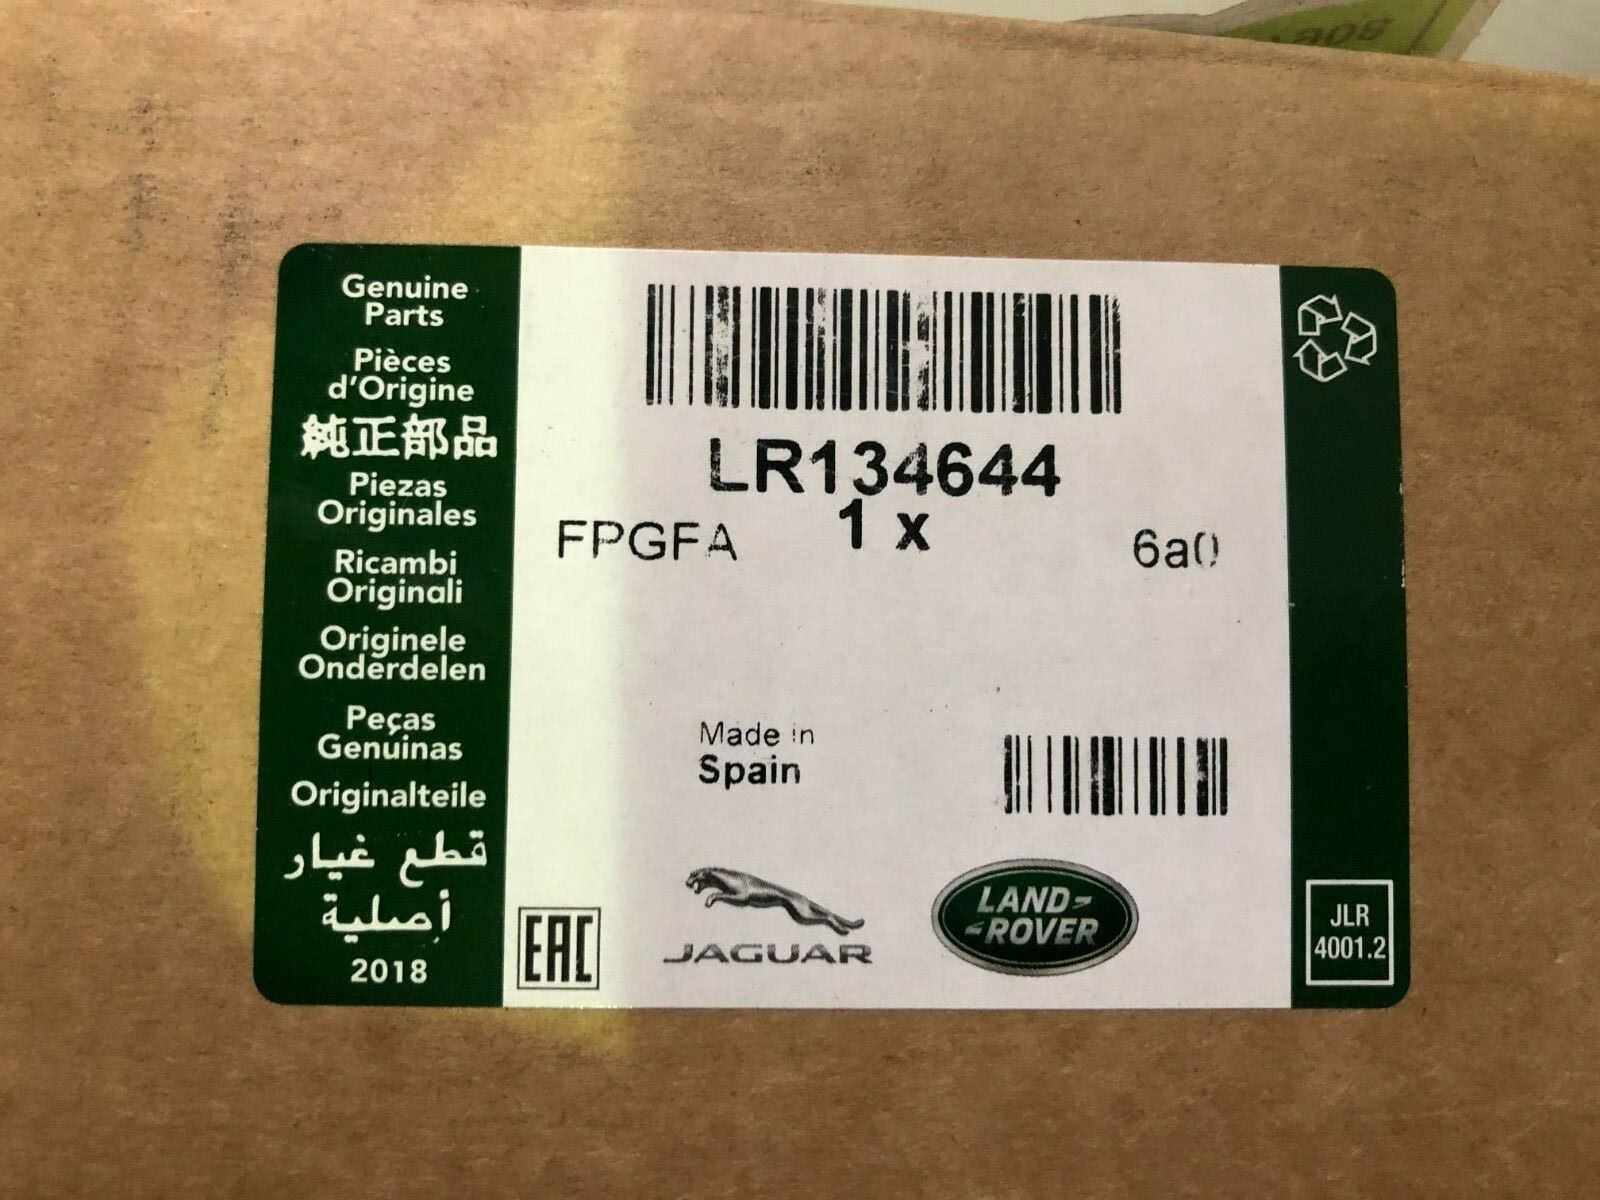 Genuine
Parts
Pièces
d'Origine
純正部品
Piezas
Originales
Ricambi
Originali
Originele
Onderdelen
Peças
Genuinas
Originalteile
قطع غيار
أصلية
2018
LR134644
1 x
FPGFA
6a0
Made in
Spain
EAC
JAGUAR
LAND
ROVER
JLR
4001.2